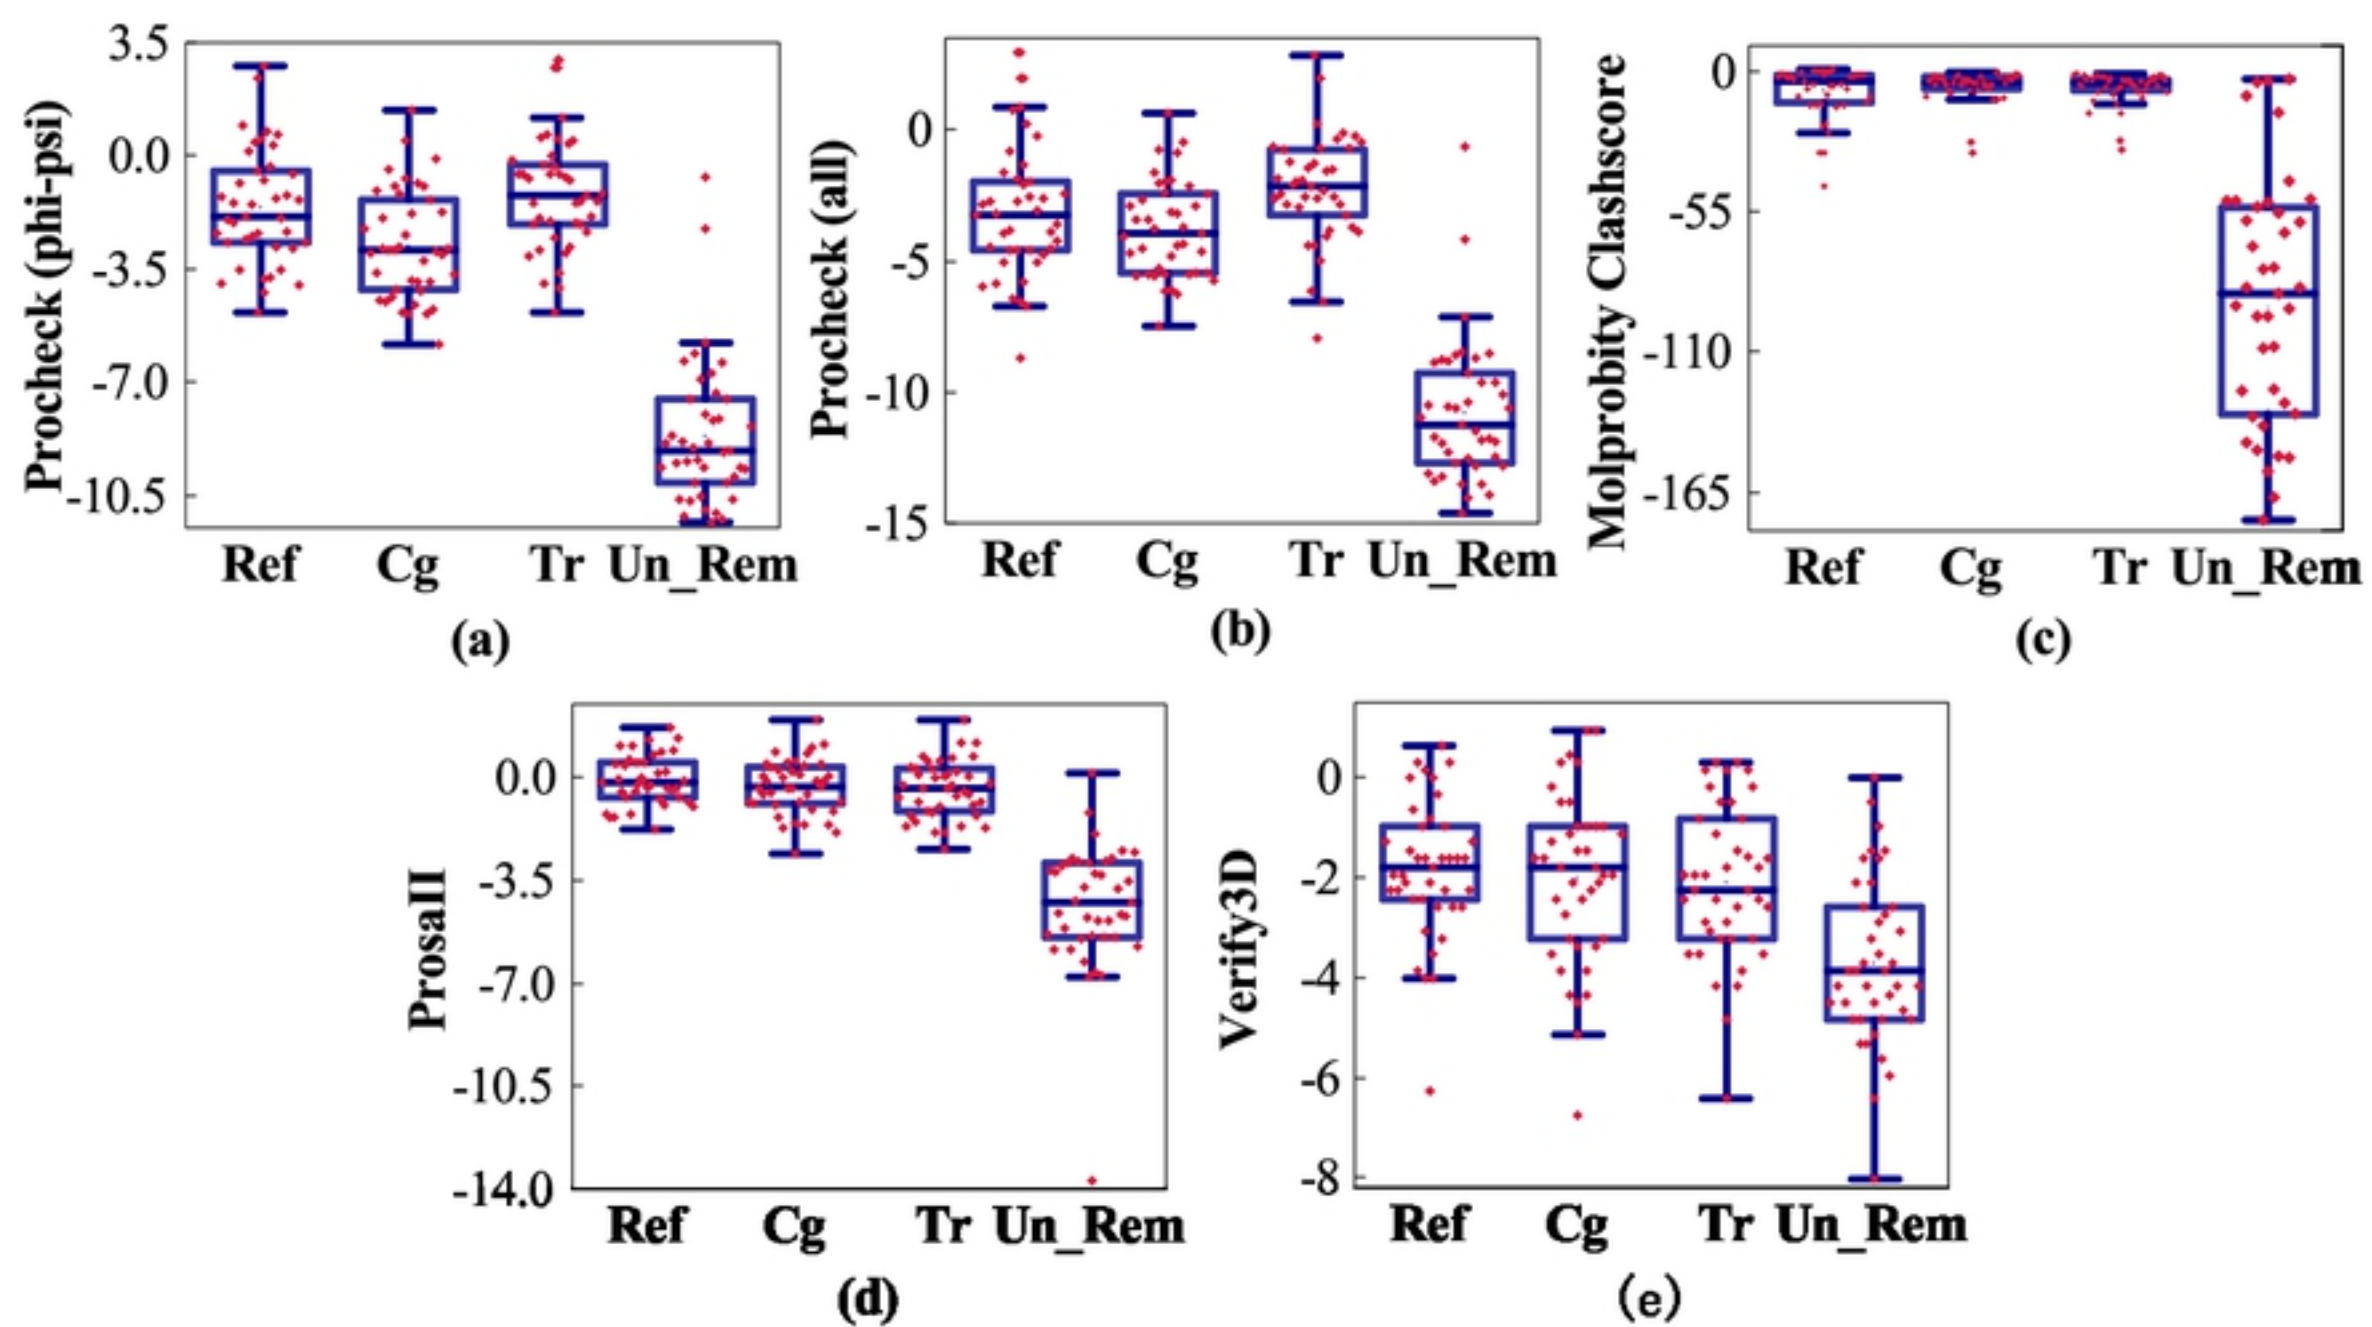 Procheck (phi-psi)
3.5
0.0
-3.5
-7.0
-10.5
Ref Cg Tr Un_Rem
(a)
Procheck (all)
0
-5
-10
-15
Ref Cg Tr Un_Rem
(b)
Molprobity Clashscore
0
-55
-110
-165
Ref Cg Tr Un_Rem
(c)
ProsaII
0.0
-3.5
-7.0
-10.5
-14.0
Ref Cg Tr Un_Rem
(d)
Verify3D
0
-2
-4
-6
-8
Ref Cg Tr Un_Rem
(e)